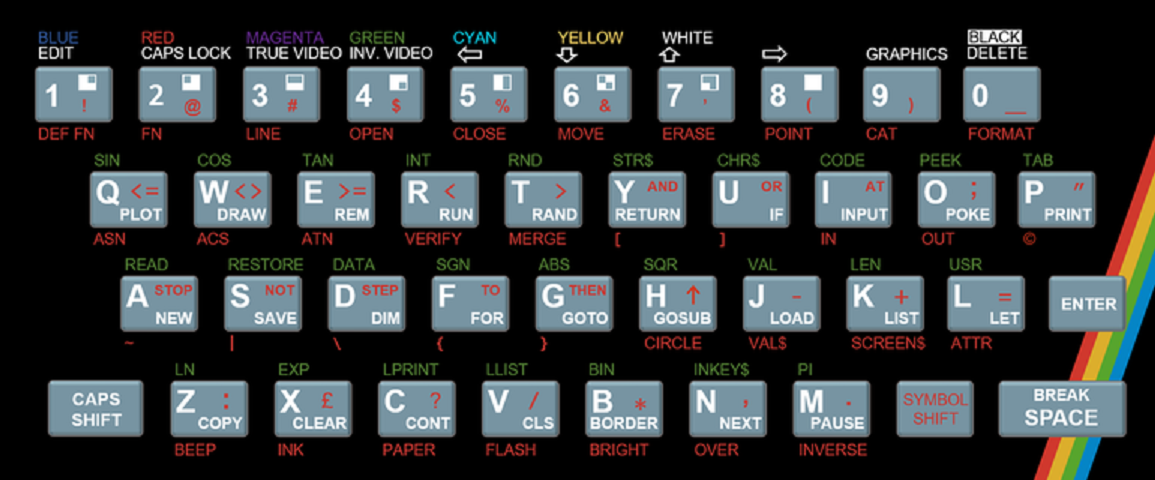 BLUE RED MAGENTA GREEN CYAN YELLOW WHITE BLACK
EDIT CAPS LOCK TRUE VIDEO INV. VIDEO ⇦ ⇩ ⇧ ⇨ GRAPHICS DELETE
1 ! 2 @ 3 # 4 $ 5 % 6 & 7 ' 8 ( 9 ) 0 _
DEF FN FN LINE OPEN CLOSE MOVE ERASE POINT CAT FORMAT
SIN COS TAN INT RND STR$ CHR$ CODE PEEK TAB
Q <= W <> E >= R < T > Y AND U OR I AT O ; P "
PLOT DRAW REM RUN RAND RETURN IF INPUT POKE PRINT
ASN ACS ATN VERIFY MERGE [ ] IN OUT ©
READ RESTORE DATA SGN ABS SQR VAL LEN USR
A STOP S NOT D STEP F TO G THEN H ↑ J - K + L = ENTER
NEW SAVE DIM FOR GOTO GOSUB LOAD LIST LET
~ | \ { } CIRCLE VAL$ SCREEN$ ATTR
LN EXP LPRINT LLIST BIN INKEY$ PI
CAPS Z : X £ C ? V / B * N , M . SYMBOL BREAK
SHIFT COPY CLEAR CONT CLS BORDER NEXT PAUSE SHIFT SPACE
BEEP INK PAPER FLASH BRIGHT OVER INVERSE